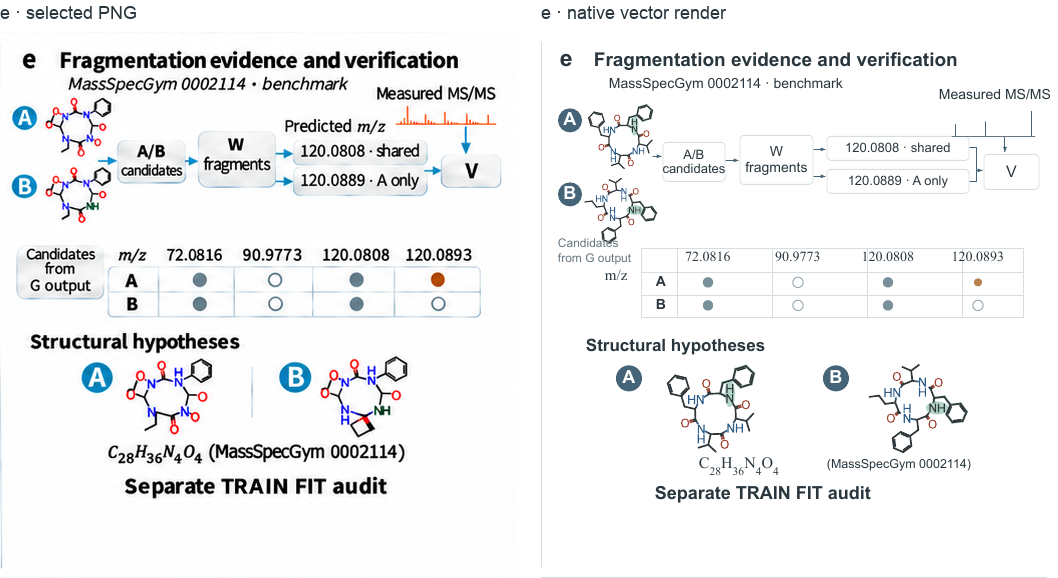 e · selected PNG
e Fragmentation evidence and verification
MassSpecGym 0002114 • benchmark
Measured MS/MS
A
Predicted m/z
A/B candidates
W fragments
120.0808 · shared
120.0889 · A only
V
B
Candidates from G output
m/z 72.0816 90.9773 120.0808 120.0893
A
B
Structural hypotheses
A
B
C28H36N4O4 (MassSpecGym 0002114)
Separate TRAIN FIT audit
e · native vector render
e Fragmentation evidence and verification
MassSpecGym 0002114 · benchmark
Measured MS/MS
A
A/B candidates
W fragments
120.0808 · shared
120.0889 · A only
V
B
Candidates from G output
m/z
72.0816 90.9773 120.0808 120.0893
A
B
Structural hypotheses
A
B
C28H36N4O4
(MassSpecGym 0002114)
Separate TRAIN FIT audit